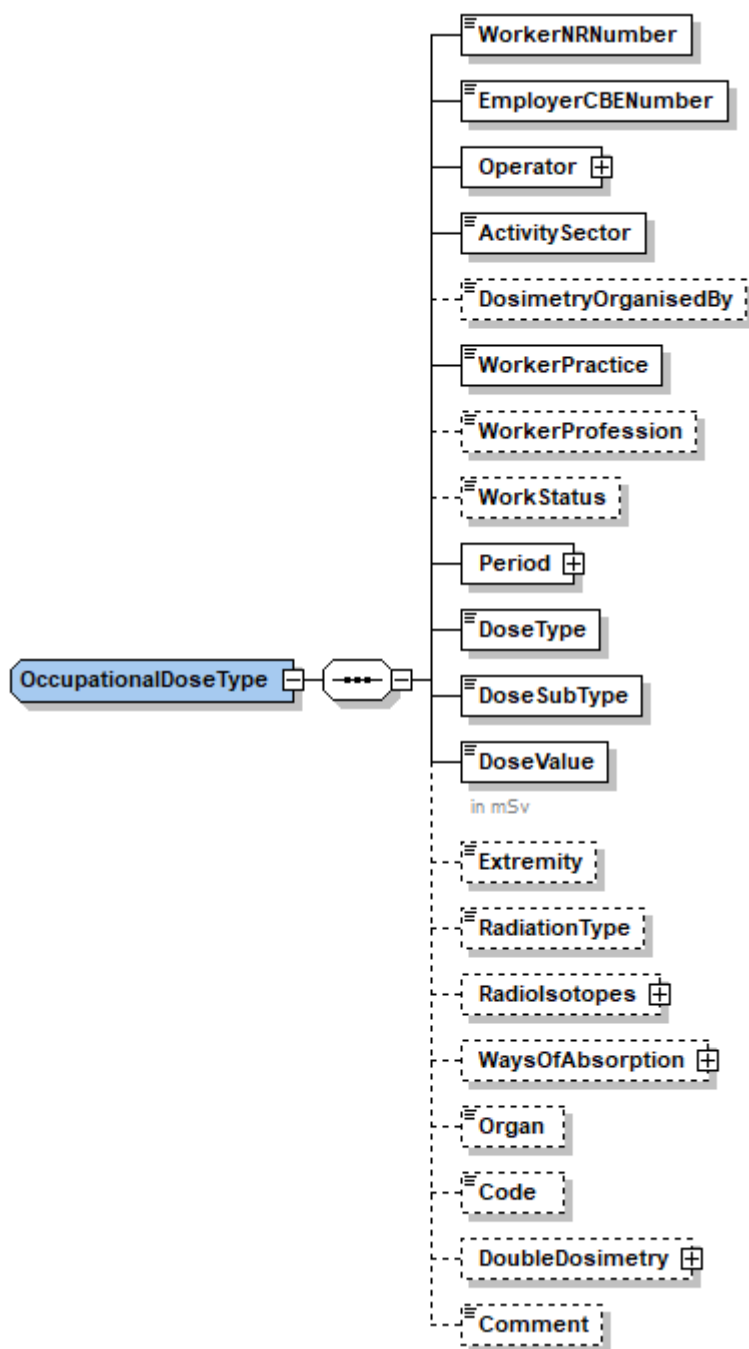 WorkerNRNumber
EmployerCBENumber
Operator
ActivitySector
DosimetryOrganisedBy
WorkerPractice
WorkerProfession
WorkStatus
Period
DoseType
OccupationalDoseType
DoseSubType
DoseValue
in mSv
Extremity
RadiationType
RadioIsotopes
WaysOfAbsorption
Organ
Code
DoubleDosimetry
Comment